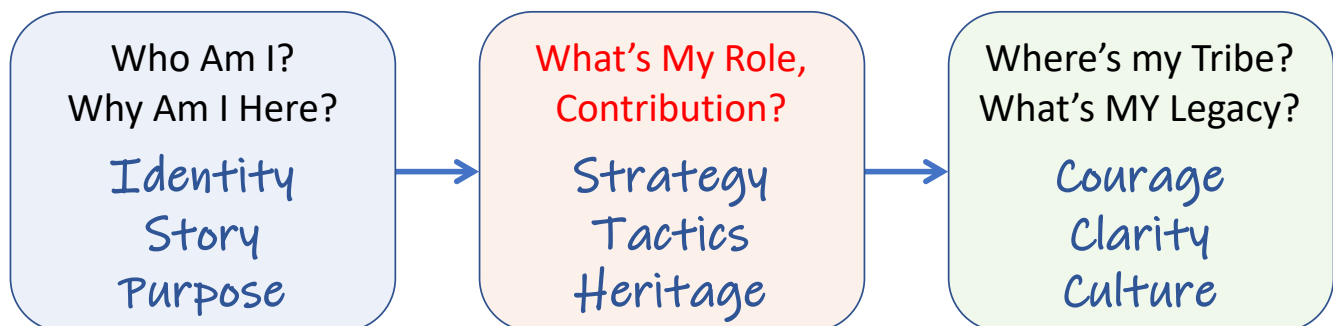 Who Am I?
Why Am I Here?
Identity
Story
Purpose
What's My Role,
Contribution?
Strategy
Tactics
Heritage
Where's my Tribe?
What's MY Legacy?
Courage
Clarity
Culture